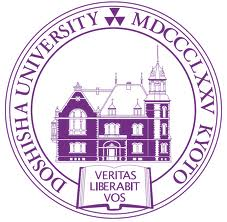 DOSHISHA UNIVERSITY MDCCCLXXV KYOTO
VERITAS
LIBERABIT
VOS